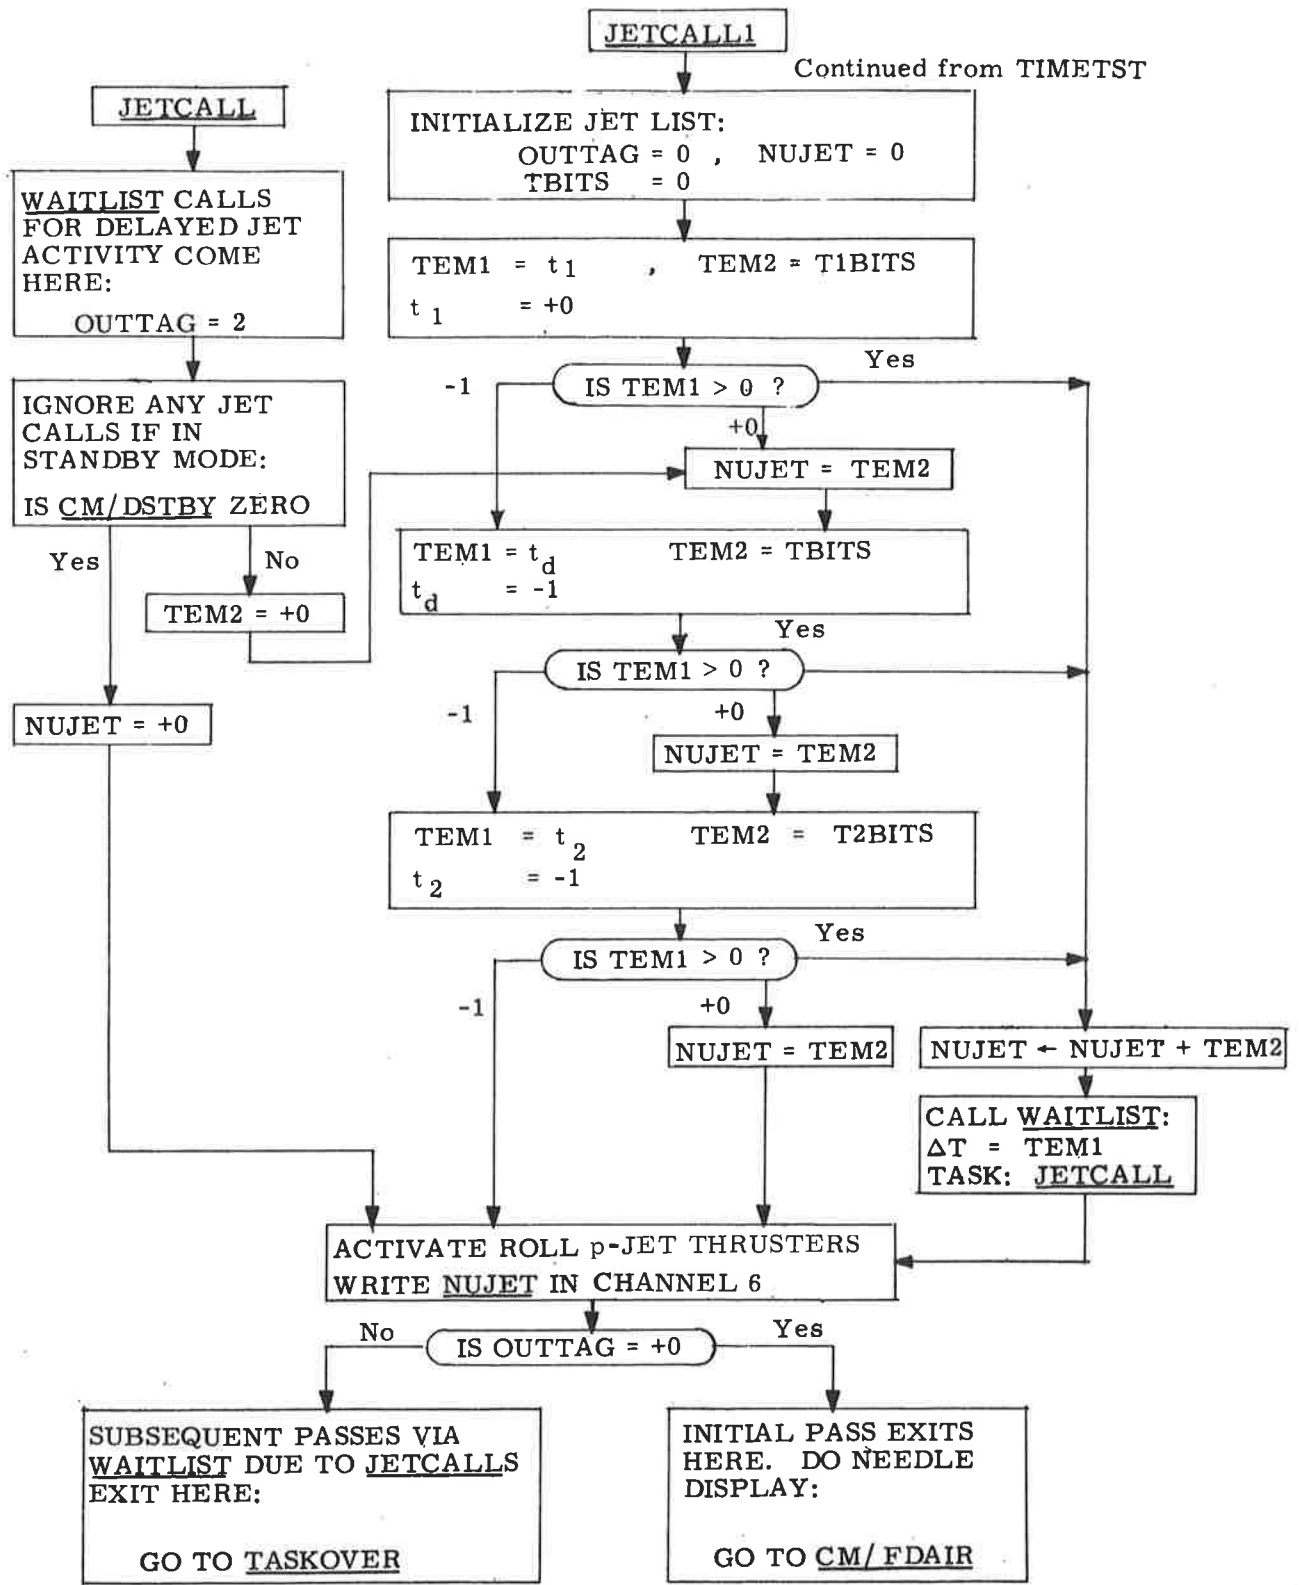 JETCALL1
Continued from TIMETST
JETCALL
INITIALIZE JET LIST:
OUTTAG = 0 , NUJET = 0
TBITS = 0
WAITLIST CALLS
FOR DELAYED JET
ACTIVITY COME
HERE:
OUTTAG = 2
TEM1 = t1 , TEM2 = T1BITS
t1 = +0
IS TEM1 > 0 ?
Yes
-1
+0
IGNORE ANY JET
CALLS IF IN
STANDBY MODE:
IS CM/DSTBY ZERO
NUJET = TEM2
Yes
No
TEM1 = td TEM2 = TBITS
td = -1
TEM2 = +0
Yes
IS TEM1 > 0 ?
-1
+0
NUJET = +0
NUJET = TEM2
TEM1 = t2 TEM2 = T2BITS
t2 = -1
Yes
IS TEM1 > 0 ?
-1
+0
NUJET = TEM2
NUJET ← NUJET + TEM2
CALL WAITLIST:
ΔT = TEM1
TASK: JETCALL
ACTIVATE ROLL p-JET THRUSTERS
WRITE NUJET IN CHANNEL 6
No
IS OUTTAG = +0
Yes
SUBSEQUENT PASSES VIA
WAITLIST DUE TO JETCALLS
EXIT HERE:
GO TO TASKOVER
INITIAL PASS EXITS
HERE. DO NEEDLE
DISPLAY:
GO TO CM/FDAIR